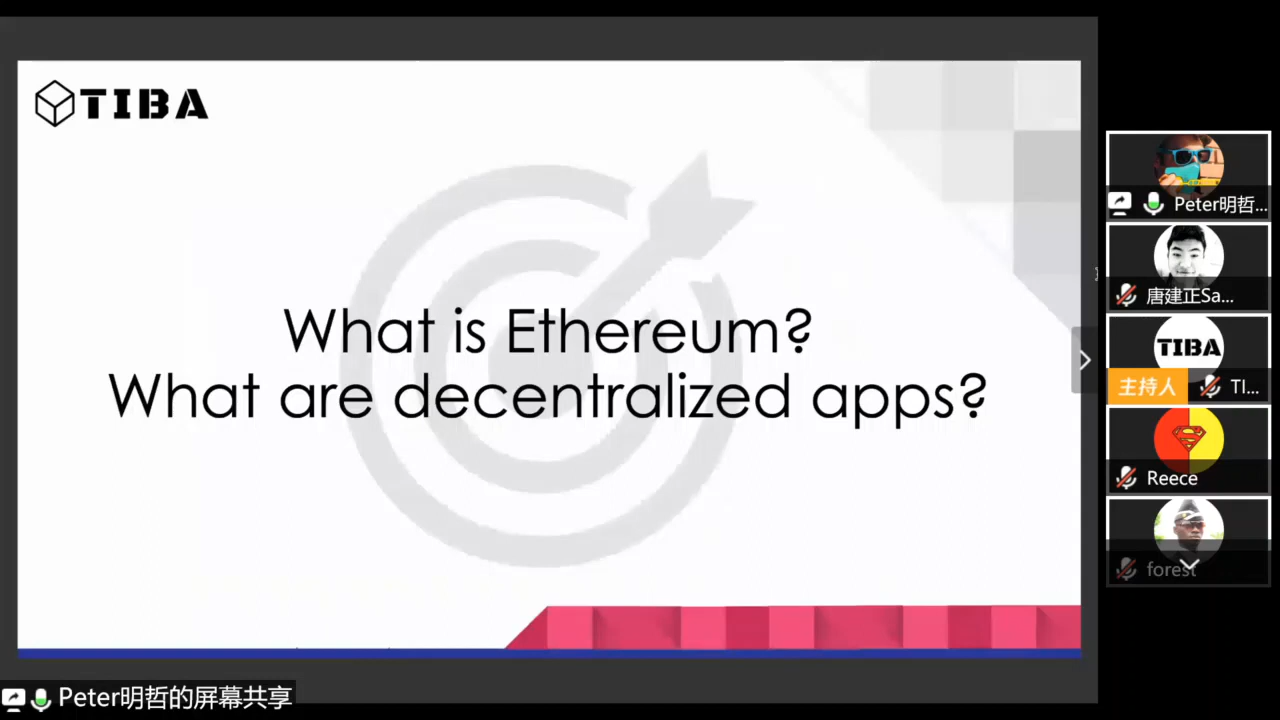 TIBA
What is Ethereum?
What are decentralized apps?
Peter明哲...
唐建正Sa...
TIBA
主持人
TI...
Reece
forest
Peter明哲的屏幕共享